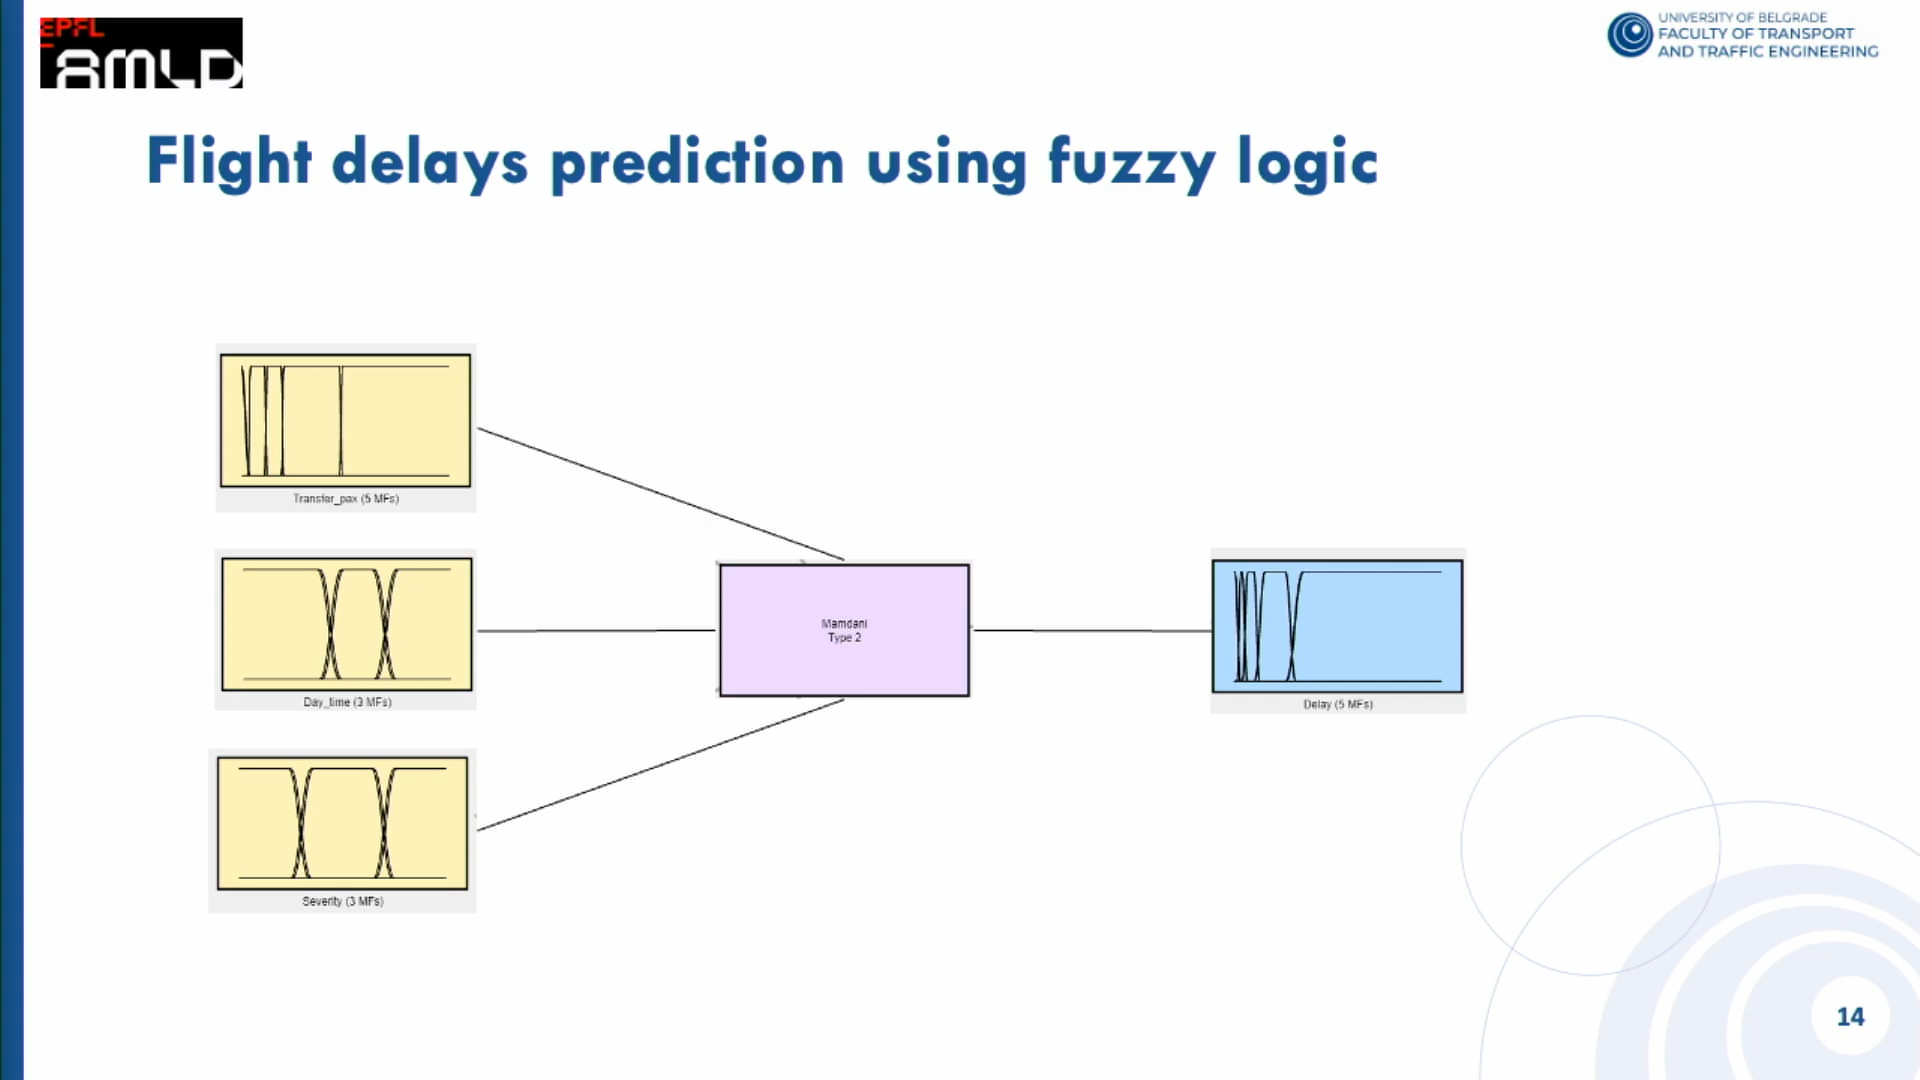 EPFL
AMLD
UNIVERSITY OF BELGRADE
FACULTY OF TRANSPORT
AND TRAFFIC ENGINEERING
Flight delays prediction using fuzzy logic
Transfer_pax (5 MFs)
Day_time (3 MFs)
Mamdani
Type 2
Delay (5 MFs)
Severity (3 MFs)
14